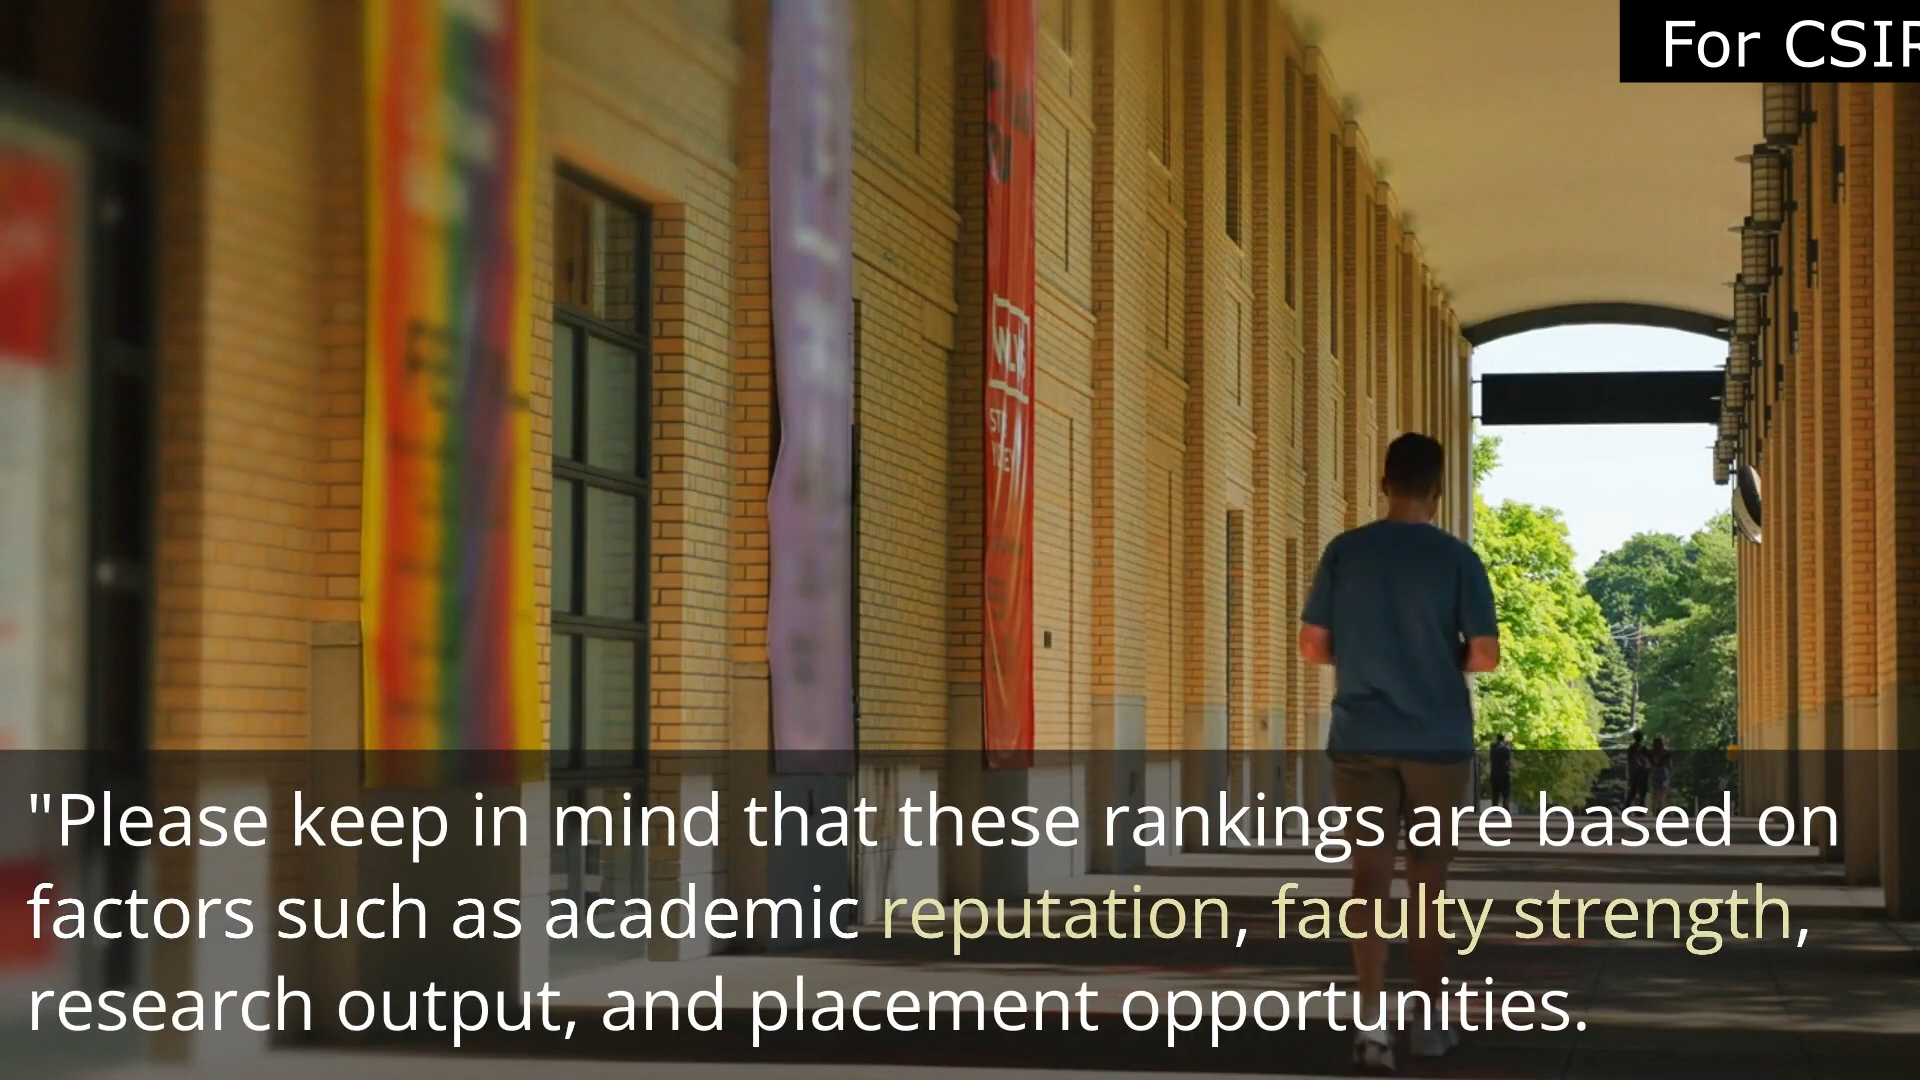 For CSIR
"Please keep in mind that these rankings are based on
factors such as academic reputation, faculty strength,
research output, and placement opportunities.